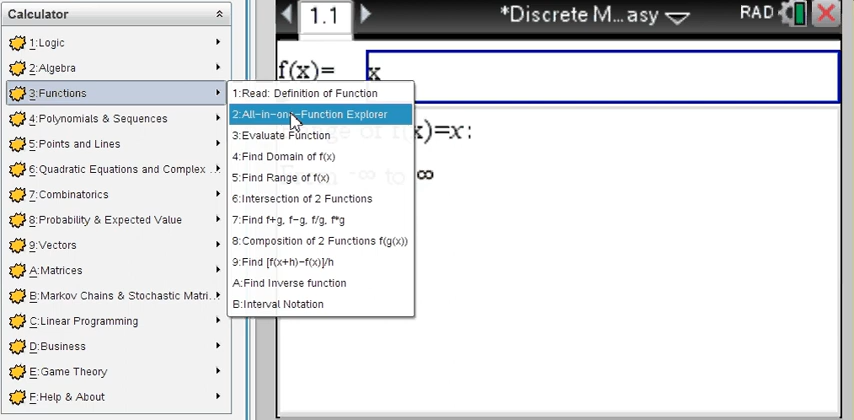 Calculator
1:Logic
2:Algebra
3:Functions
4:Polynomials & Sequences
5:Points and Lines
6:Quadratic Equations and Complex ...
7:Combinatorics
8:Probability & Expected Value
9:Vectors
A:Matrices
B:Markov Chains & Stochastic Matri...
C:Linear Programming
D:Business
E:Game Theory
F:Help & About
1:Read: Definition of Function
2:All-in-one-Function Explorer
3:Evaluate Function
4:Find Domain of f(x)
5:Find Range of f(x)
6:Intersection of 2 Functions
7:Find f+g, f-g, f/g, f*g
8:Composition of 2 Functions f(g(x))
9:Find [f(x+h)-f(x)]/h
A:Find Inverse function
B:Interval Notation
1.1
*Discrete M...asy
RAD
f(x)= x
of f(x)=x:
-∞ to ∞